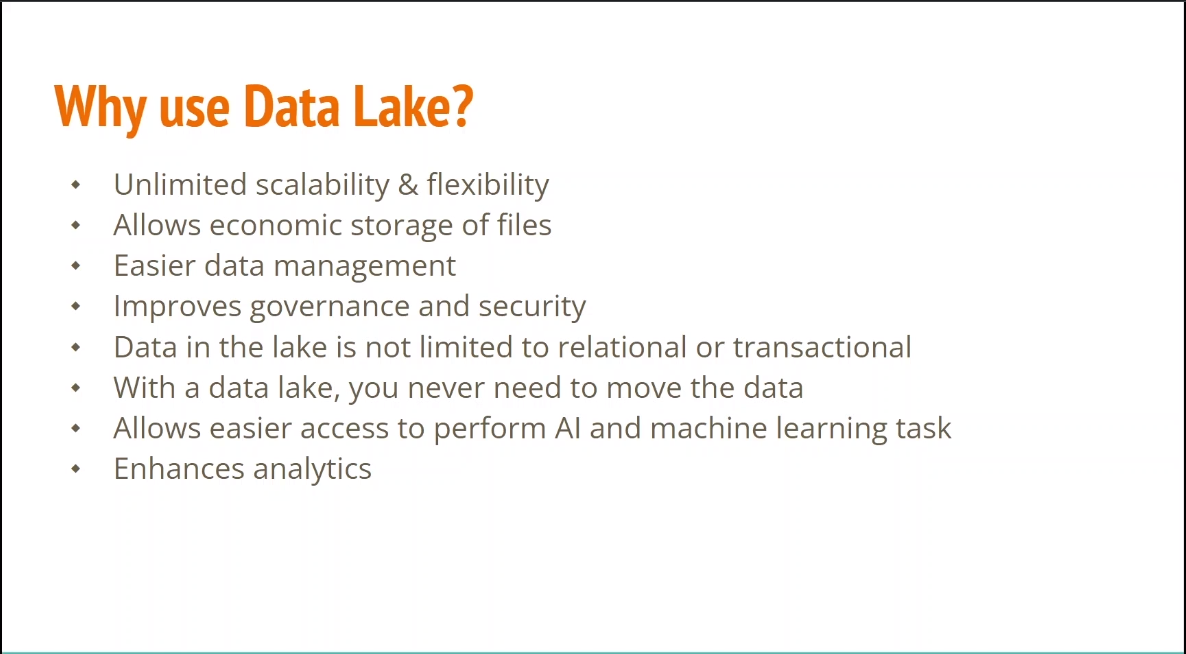 Why use Data Lake?
Unlimited scalability & flexibility
Allows economic storage of files
Easier data management
Improves governance and security
Data in the lake is not limited to relational or transactional
With a data lake, you never need to move the data
Allows easier access to perform AI and machine learning task
Enhances analytics